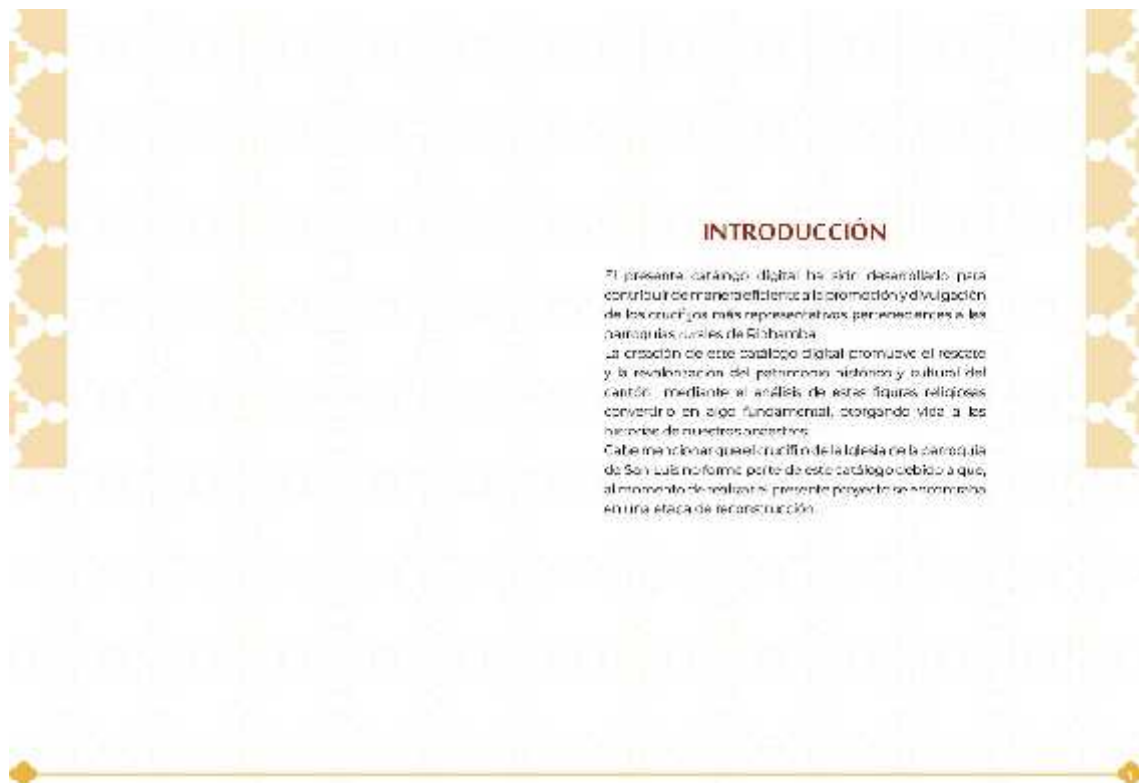 INTRODUCCIÓN
El presente catálogo digital ha sido desarrollado para
contribuir de manera eficiente a la promoción y divulgación
de los crucifijos más representativos pertenecientes a las
parroquias rurales de Riobamba
La creación de este catálogo digital promueve el rescate
y la revalorización del patrimonio histórico y cultural del
cantón mediante el análisis de estas figuras religiosas
convertirlo en algo fundamental, otorgando vida a las
historias de nuestros ancestros
Cabe mencionar que el crucifijo de la Iglesia de la parroquia
de San Luis no forma parte de este catálogo debido a que,
al momento de realizar el presente proyecto se encontraba
en una etapa de reconstrucción